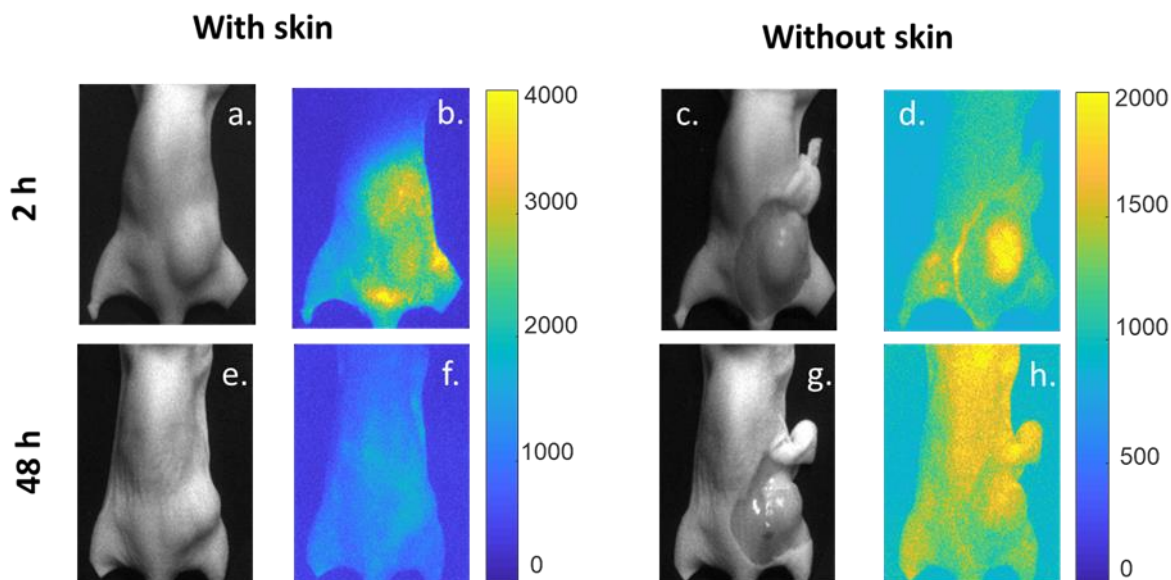 With skin
Without skin
2 h
a.
b.
4000
3000
2000
1000
0
c.
d.
2000
1500
1000
500
0
48 h
e.
f.
g.
h.